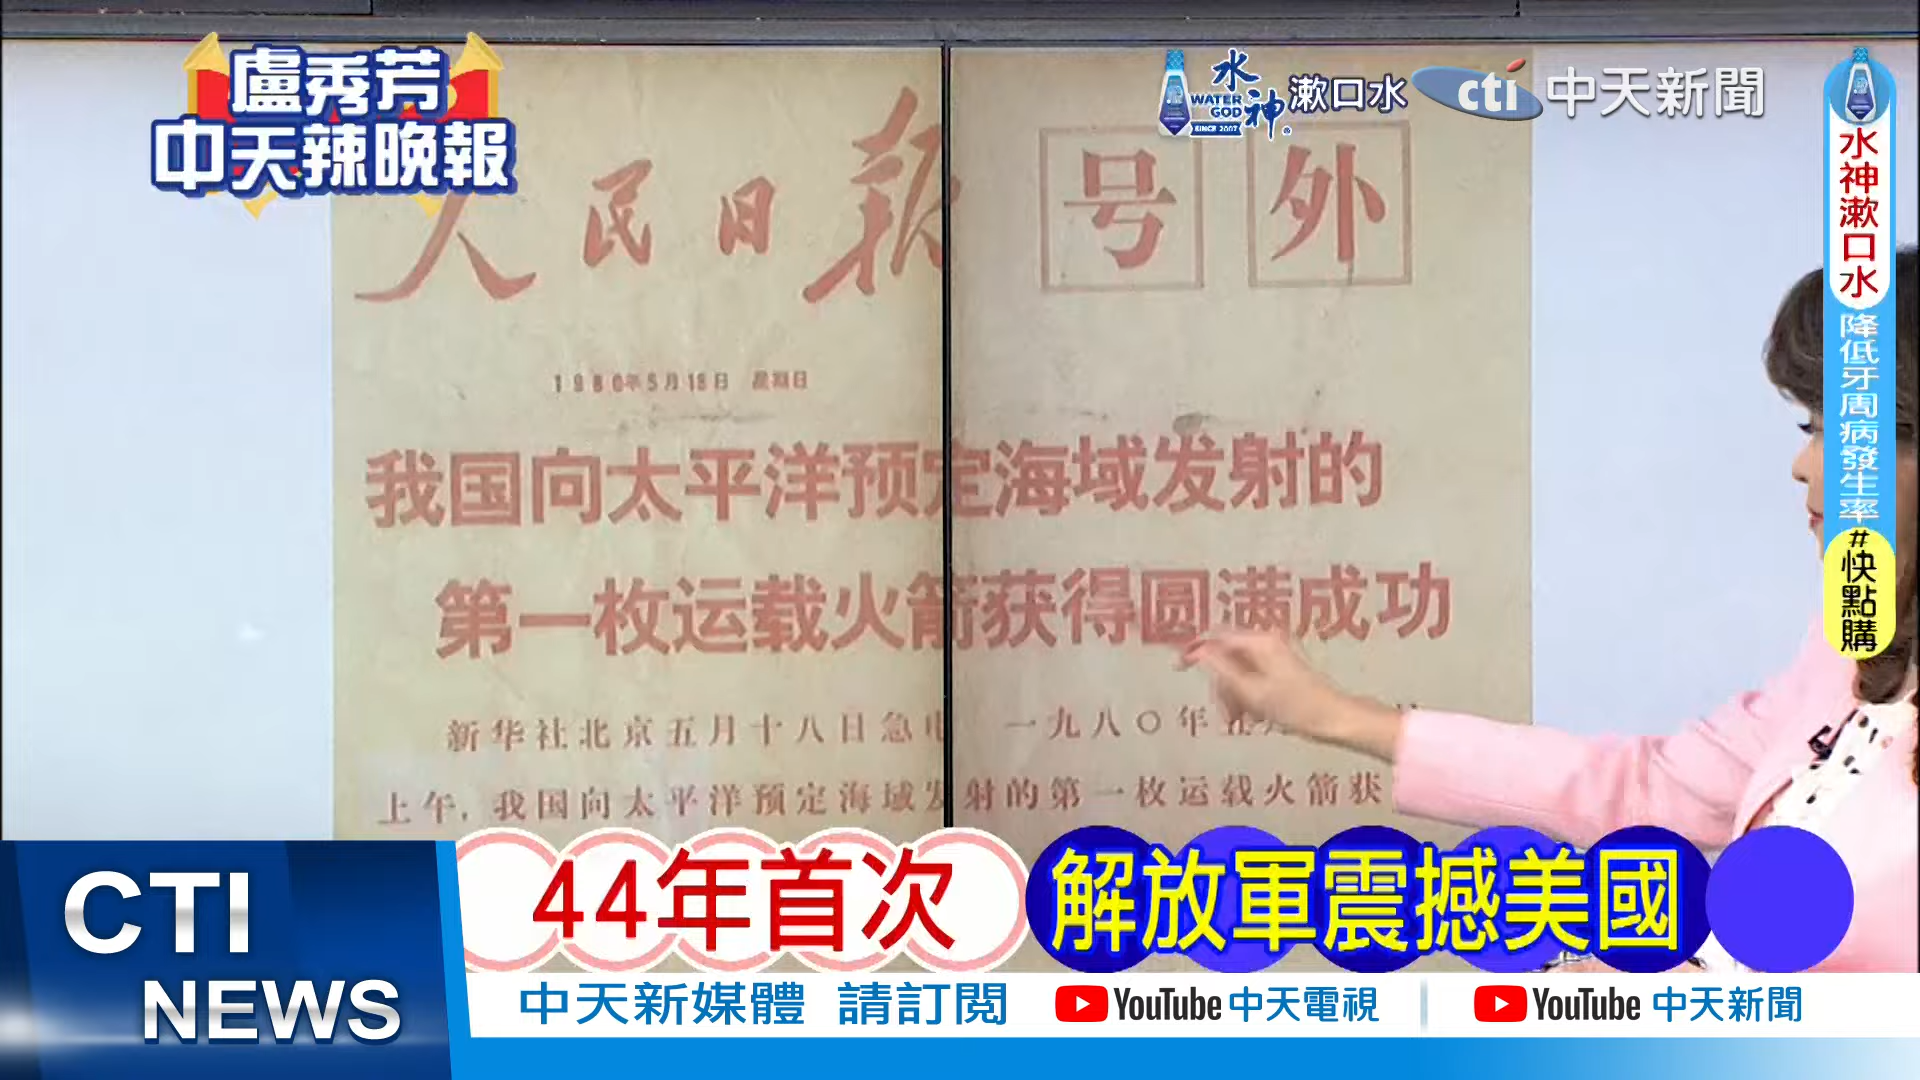 盧秀芳
中天辣晚報
水神
WATER GOD
SINCE 2007
漱口水
cti 中天新聞
水神漱口水
降低牙周病發生率
#快點購
人民日報
号外
1980年5月18日 星期日
我国向太平洋预定海域发射的
第一枚运载火箭获得圆满成功
新华社北京五月十八日急电 一九八〇年五月
上午，我国向太平洋预定海域发射的第一枚运载火箭获
44年首次 解放軍震撼美國
CTI
NEWS
中天新媒體 請訂閱 YouTube 中天電視 | YouTube 中天新聞